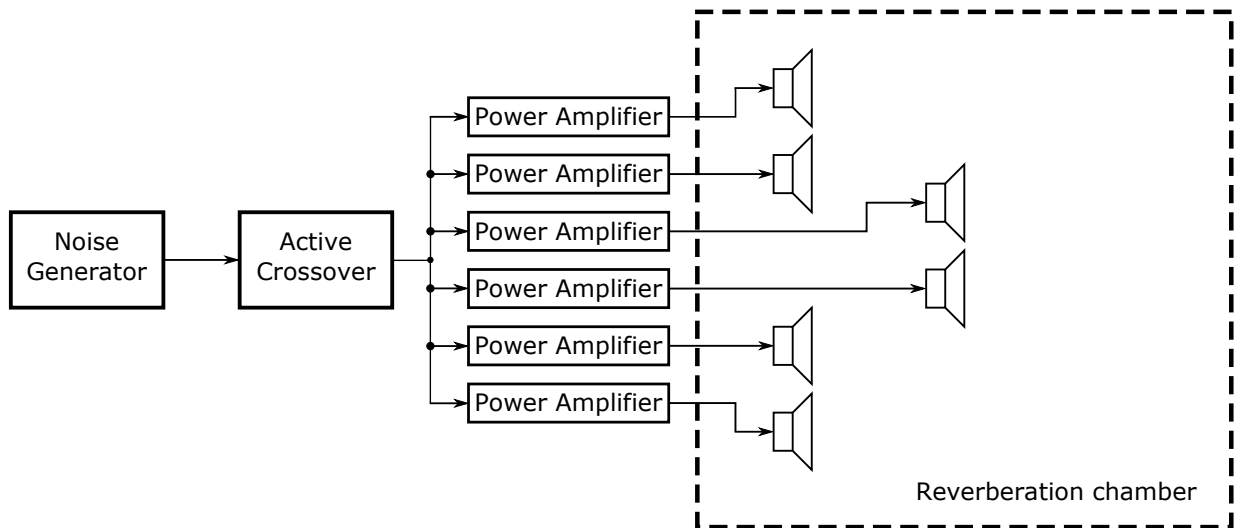 Noise
Generator
Active
Crossover
Power Amplifier
Power Amplifier
Power Amplifier
Power Amplifier
Power Amplifier
Power Amplifier
Reverberation chamber